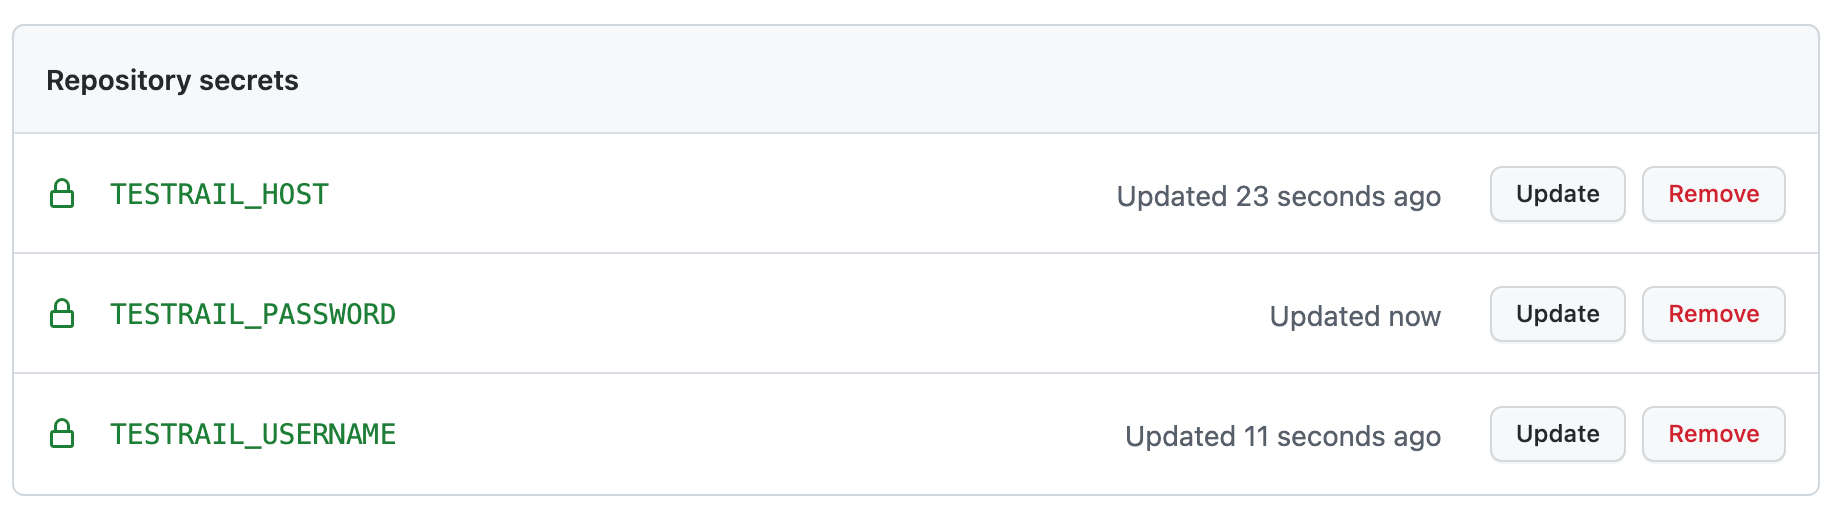 Repository secrets
TESTRAIL_HOST Updated 23 seconds ago Update Remove
TESTRAIL_PASSWORD Updated now Update Remove
TESTRAIL_USERNAME Updated 11 seconds ago Update Remove